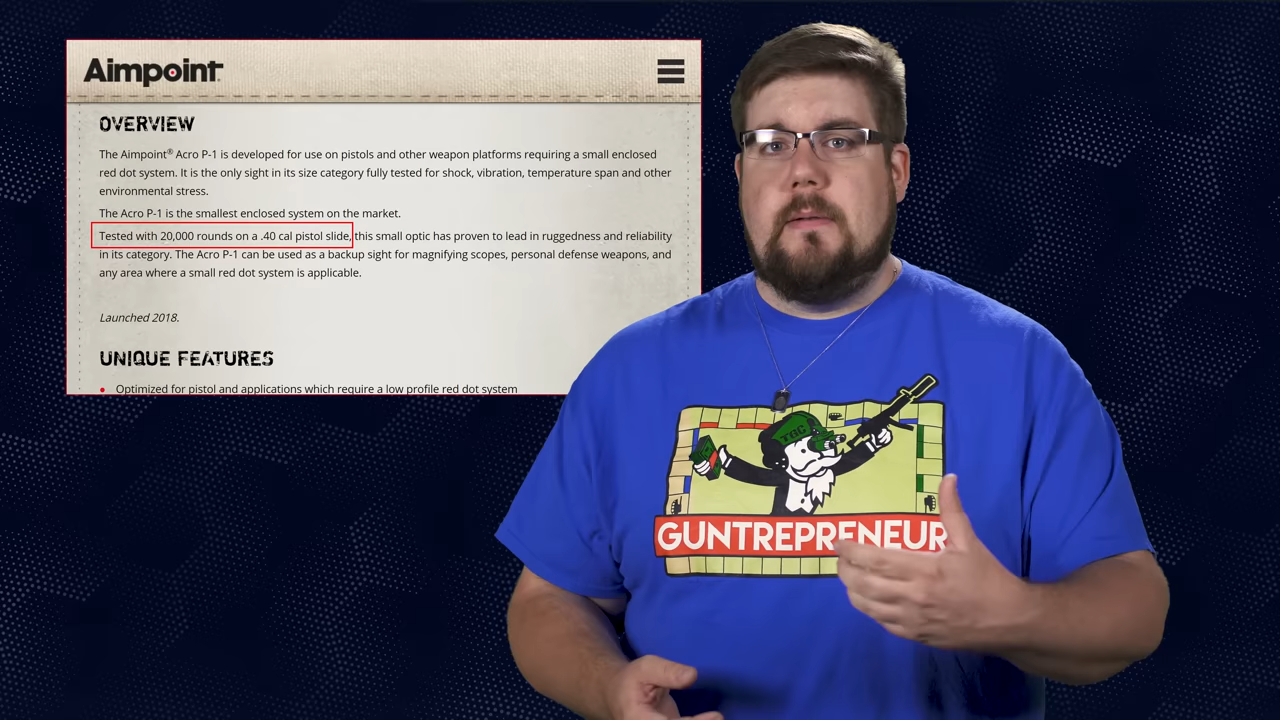 Aimpoint
OVERVIEW
The Aimpoint® Acro P-1 is developed for use on pistols and other weapon platforms requiring a small enclosed
red dot system. It is the only sight in its size category fully tested for shock, vibration, temperature span and other
environmental stress.
The Acro P-1 is the smallest enclosed system on the market.
Tested with 20,000 rounds on a .40 cal pistol slide, this small optic has proven to lead in ruggedness and reliability
in its category. The Acro P-1 can be used as a backup sight for magnifying scopes, personal defense weapons, and
any area where a small red dot system is applicable.
Launched 2018.
UNIQUE FEATURES
• Optimized for pistol and applications which require a low profile red dot system
TGC
GUNTREPRENEUR